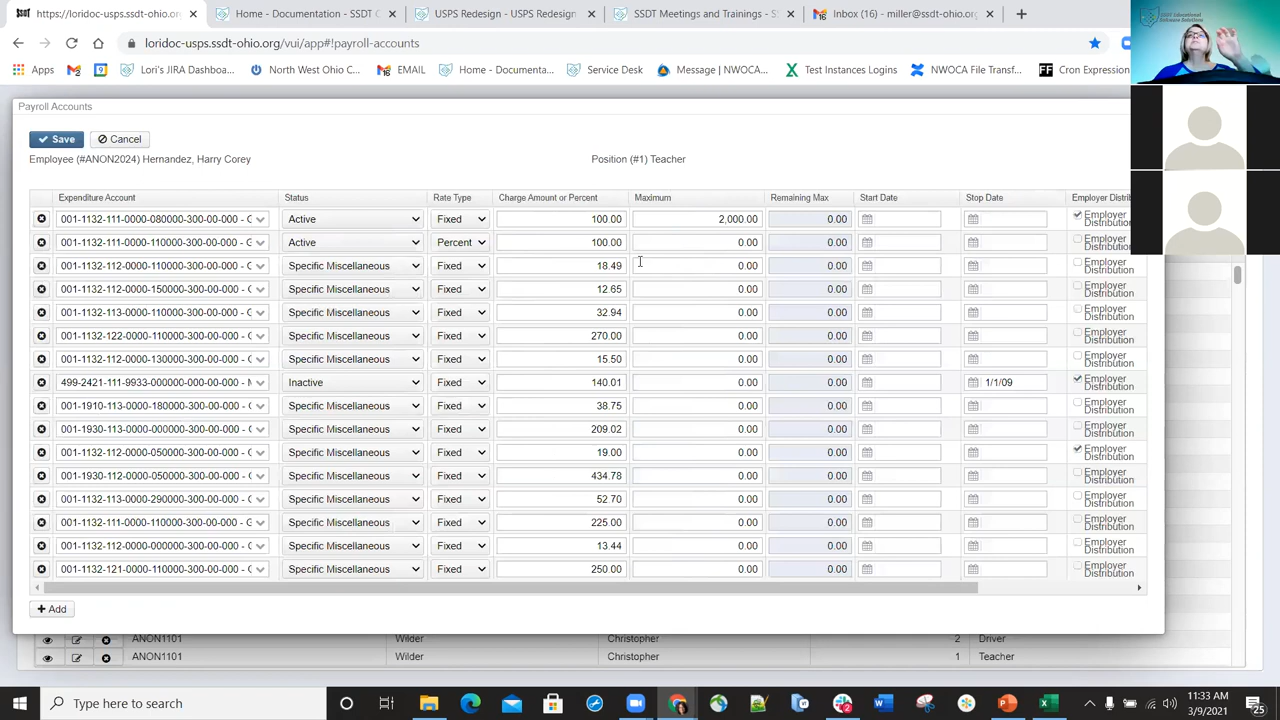 https://loridoc-usps.ssdt-ohio.org
Home - Documentation - SSDT C
USPS Redesign - USPS Redesign
SSDT Meetings and Trainings - S
Inbox (16) - milla@ssdt-ohio.org
loridoc-usps.ssdt-ohio.org/vui/app#!payroll-accounts
Apps
Lori's JIRA Dashboa...
North West Ohio C...
EMAIL
Home - Documenta...
Service Desk
Message | NWOCA...
Test Instances Logins
NWOCA File Transf...
Cron Expression
Payroll Accounts
Save
Cancel
Employee (#ANON2024) Hernandez, Harry Corey
Position (#1) Teacher
Expenditure Account Status Rate Type Charge Amount or Percent Maximum Remaining Max Start Date Stop Date Employer Distrib
001-1132-111-0000-080000-300-00-000 - C Active Fixed 100.00 2,000.00 0.00 Employer Distribution
001-1132-111-0000-110000-300-00-000 - C Active Percent 100.00 0.00 0.00 Employer Distribution
001-1132-112-0000-110000-300-00-000 - C Specific Miscellaneous Fixed 18.49 0.00 0.00 Employer Distribution
001-1132-112-0000-150000-300-00-000 - C Specific Miscellaneous Fixed 12.65 0.00 0.00 Employer Distribution
001-1132-113-0000-110000-300-00-000 - C Specific Miscellaneous Fixed 32.94 0.00 0.00 Employer Distribution
001-1132-122-0000-110000-300-00-000 - C Specific Miscellaneous Fixed 270.00 0.00 0.00 Employer Distribution
001-1132-112-0000-130000-300-00-000 - C Specific Miscellaneous Fixed 15.50 0.00 0.00 Employer Distribution
499-2421-111-9933-000000-000-00-000 - M Inactive Fixed 140.01 0.00 0.00 1/1/09 Employer Distribution
001-1910-113-0000-180000-300-00-000 - C Specific Miscellaneous Fixed 38.75 0.00 0.00 Employer Distribution
001-1930-113-0000-000000-300-00-000 - C Specific Miscellaneous Fixed 209.02 0.00 0.00 Employer Distribution
001-1132-112-0000-050000-300-00-000 - C Specific Miscellaneous Fixed 19.00 0.00 0.00 Employer Distribution
001-1930-112-0000-050000-300-00-000 - C Specific Miscellaneous Fixed 434.78 0.00 0.00 Employer Distribution
001-1132-113-0000-290000-300-00-000 - C Specific Miscellaneous Fixed 52.70 0.00 0.00 Employer Distribution
001-1132-111-0000-110000-300-00-000 - C Specific Miscellaneous Fixed 225.00 0.00 0.00 Employer Distribution
001-1132-112-0000-000000-300-00-000 - C Specific Miscellaneous Fixed 13.44 0.00 0.00 Employer Distribution
001-1132-121-0000-110000-300-00-000 - C Specific Miscellaneous Fixed 250.00 0.00 0.00 Employer Distribution
Add
ANON1101 Wilder Christopher 2 Driver
ANON1101 Wilder Christopher 1 Teacher
Type here to search
11:33 AM
3/9/2021
25